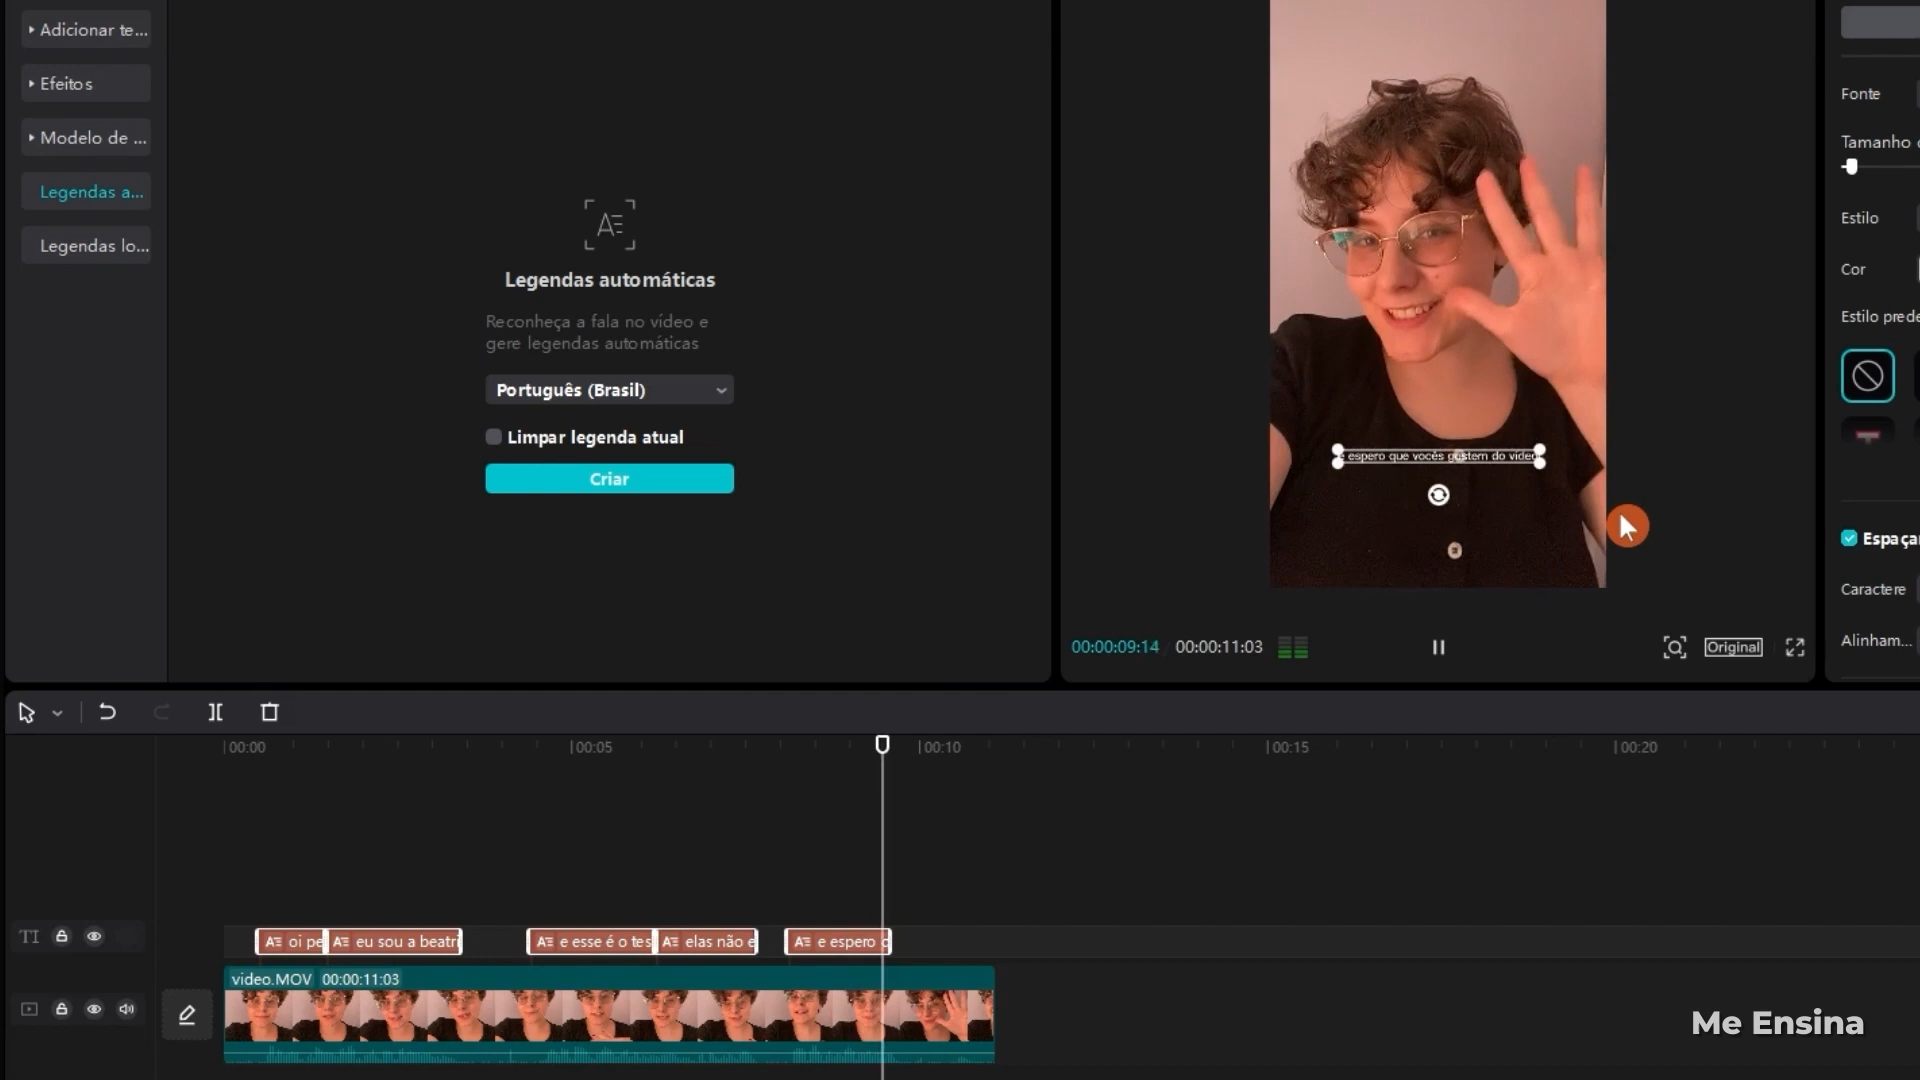 Adicionar te...
Efeitos
Modelo de ...
Legendas a...
Legendas lo...
Legendas automáticas
Reconheça a fala no vídeo e
gere legendas automáticas
Português (Brasil)
Limpar legenda atual
Criar
e espero que vocês gostem do vídeo
00:00:09:14
00:00:11:03
Original
Fonte
Tamanho
Estilo
Cor
Estilo prede
Espaça
Caractere
Alinham...
00:00
00:05
00:10
00:15
00:20
TI
oi pe
eu sou a beatri
e esse é o tes
elas não e
e espero
video.MOV 00:00:11:03
Me Ensina